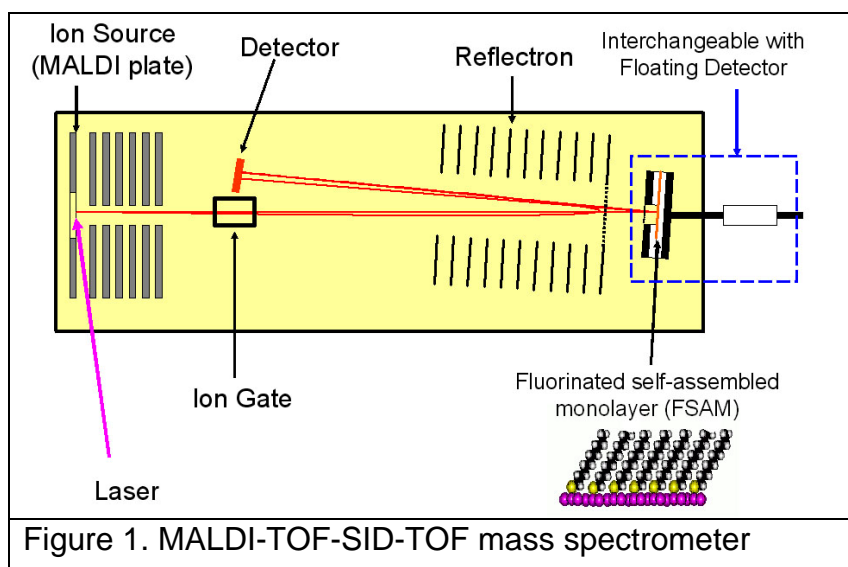 Ion Source
(MALDI plate)
Detector
Reflectron
Interchangeable with
Floating Detector
Ion Gate
Laser
Fluorinated self-assembled
monolayer (FSAM)
Figure 1. MALDI-TOF-SID-TOF mass spectrometer